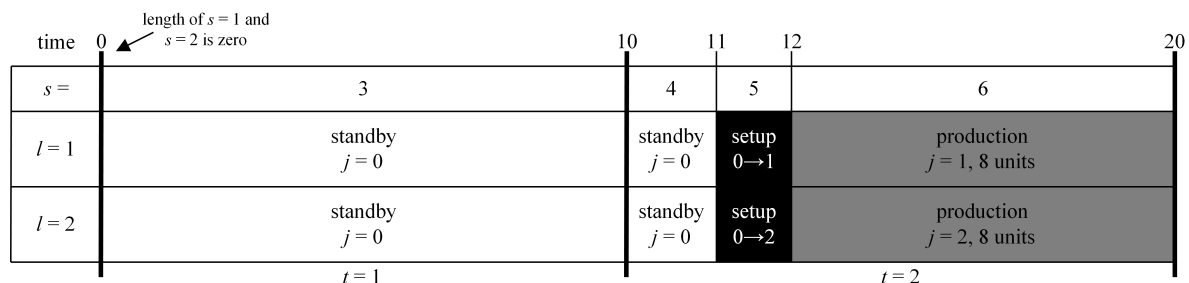 length of s = 1 and
s = 2 is zero
time 0 10 11 12 20
s = 3 4 5 6
l = 1 standby j = 0 standby j = 0 setup 0→1 production j = 1, 8 units
l = 2 standby j = 0 standby j = 0 setup 0→2 production j = 2, 8 units
t = 1 t = 2